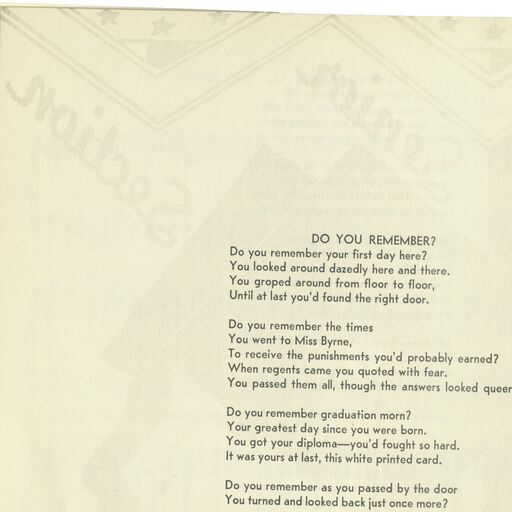 Senior
Section
DO YOU REMEMBER?
Do you remember your first day here?
You looked around dazedly here and there.
You groped around from floor to floor,
Until at last you'd found the right door.
Do you remember the times
You went to Miss Byrne,
To receive the punishments you'd probably earned?
When regents came you quoted with fear.
You passed them all, though the answers looked queer
Do you remember graduation morn?
Your greatest day since you were born.
You got your diploma—you'd fought so hard.
It was yours at last, this white printed card.
Do you remember as you passed by the door
You turned and looked back just once more?